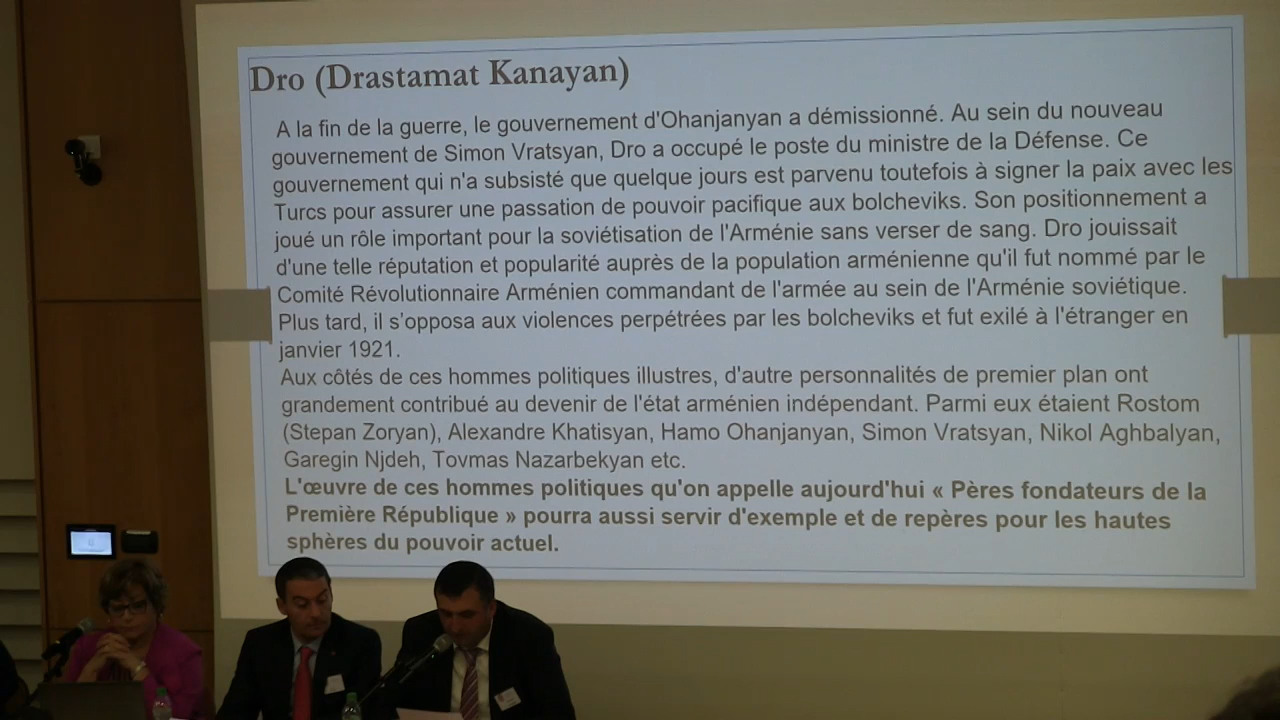 Dro (Drastamat Kanayan)
A la fin de la guerre, le gouvernement d'Ohanjanyan a démissionné. Au sein du nouveau
gouvernement de Simon Vratsyan, Dro a occupé le poste du ministre de la Défense. Ce
gouvernement qui n'a subsisté que quelque jours est parvenu toutefois à signer la paix avec les
Turcs pour assurer une passation de pouvoir pacifique aux bolcheviks. Son positionnement a
joué un rôle important pour la soviétisation de l'Arménie sans verser de sang. Dro jouissait
d'une telle réputation et popularité auprès de la population arménienne qu'il fut nommé par le
Comité Révolutionnaire Arménien commandant de l'armée au sein de l'Arménie soviétique.
Plus tard, il s'opposa aux violences perpétrées par les bolcheviks et fut exilé à l'étranger en
janvier 1921.
Aux côtés de ces hommes politiques illustres, d'autre personnalités de premier plan ont
grandement contribué au devenir de l'état arménien indépendant. Parmi eux étaient Rostom
(Stepan Zoryan), Alexandre Khatisyan, Hamo Ohanjanyan, Simon Vratsyan, Nikol Aghbalyan,
Garegin Njdeh, Tovmas Nazarbekyan etc.
L'œuvre de ces hommes politiques qu'on appelle aujourd'hui « Pères fondateurs de la
Première République » pourra aussi servir d'exemple et de repères pour les hautes
sphères du pouvoir actuel.